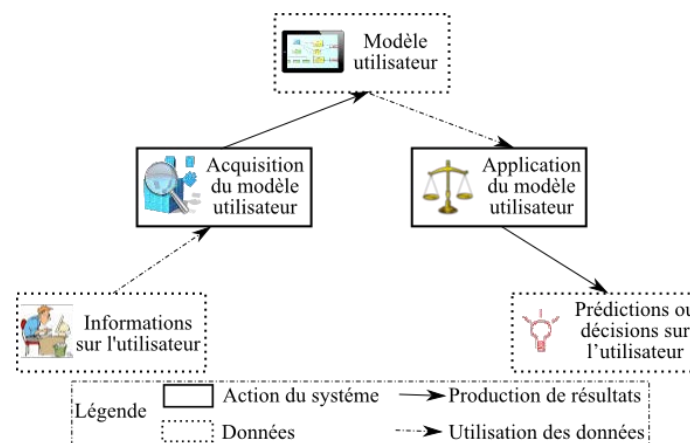 Modèle
utilisateur
Acquisition
du modèle
utilisateur
Application
du modèle
utilisateur
Informations
sur l'utilisateur
Prédictions ou
décisions sur
l’utilisateur
Légende
Action du systéme
Production de résultats
Données
Utilisation des données